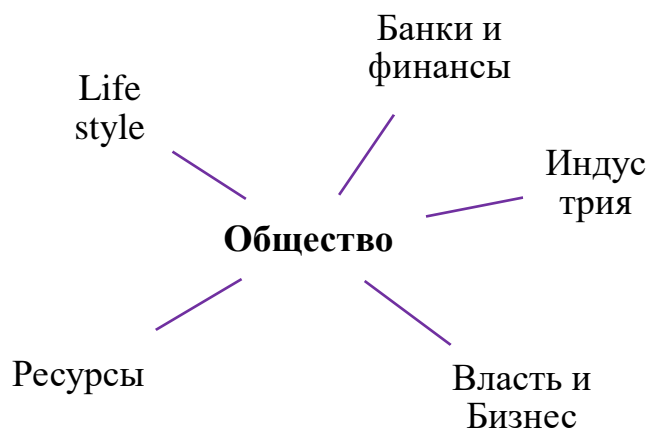 Банки и
финансы
Life
style
Индус
трия
Общество
Ресурсы
Власть и
Бизнес